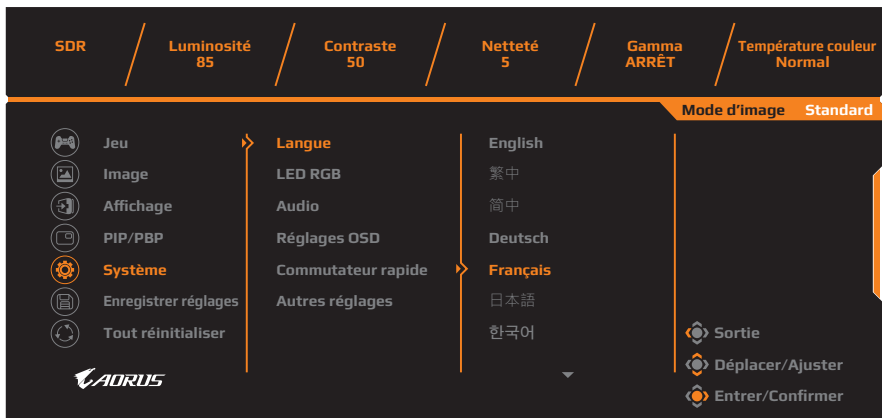 SDR
Luminosité
85
Contraste
50
Netteté
5
Gamma
ARRÊT
Température couleur
Normal
Mode d'image Standard
Jeu
Image
Affichage
PIP/PBP
Système
Enregistrer réglages
Tout réinitialiser
Langue
LED RGB
Audio
Réglages OSD
Commutateur rapide
Autres réglages
English
繁中
简中
Deutsch
Français
日本語
한국어
Sortie
Déplacer/Ajuster
Entrer/Confirmer
AORUS